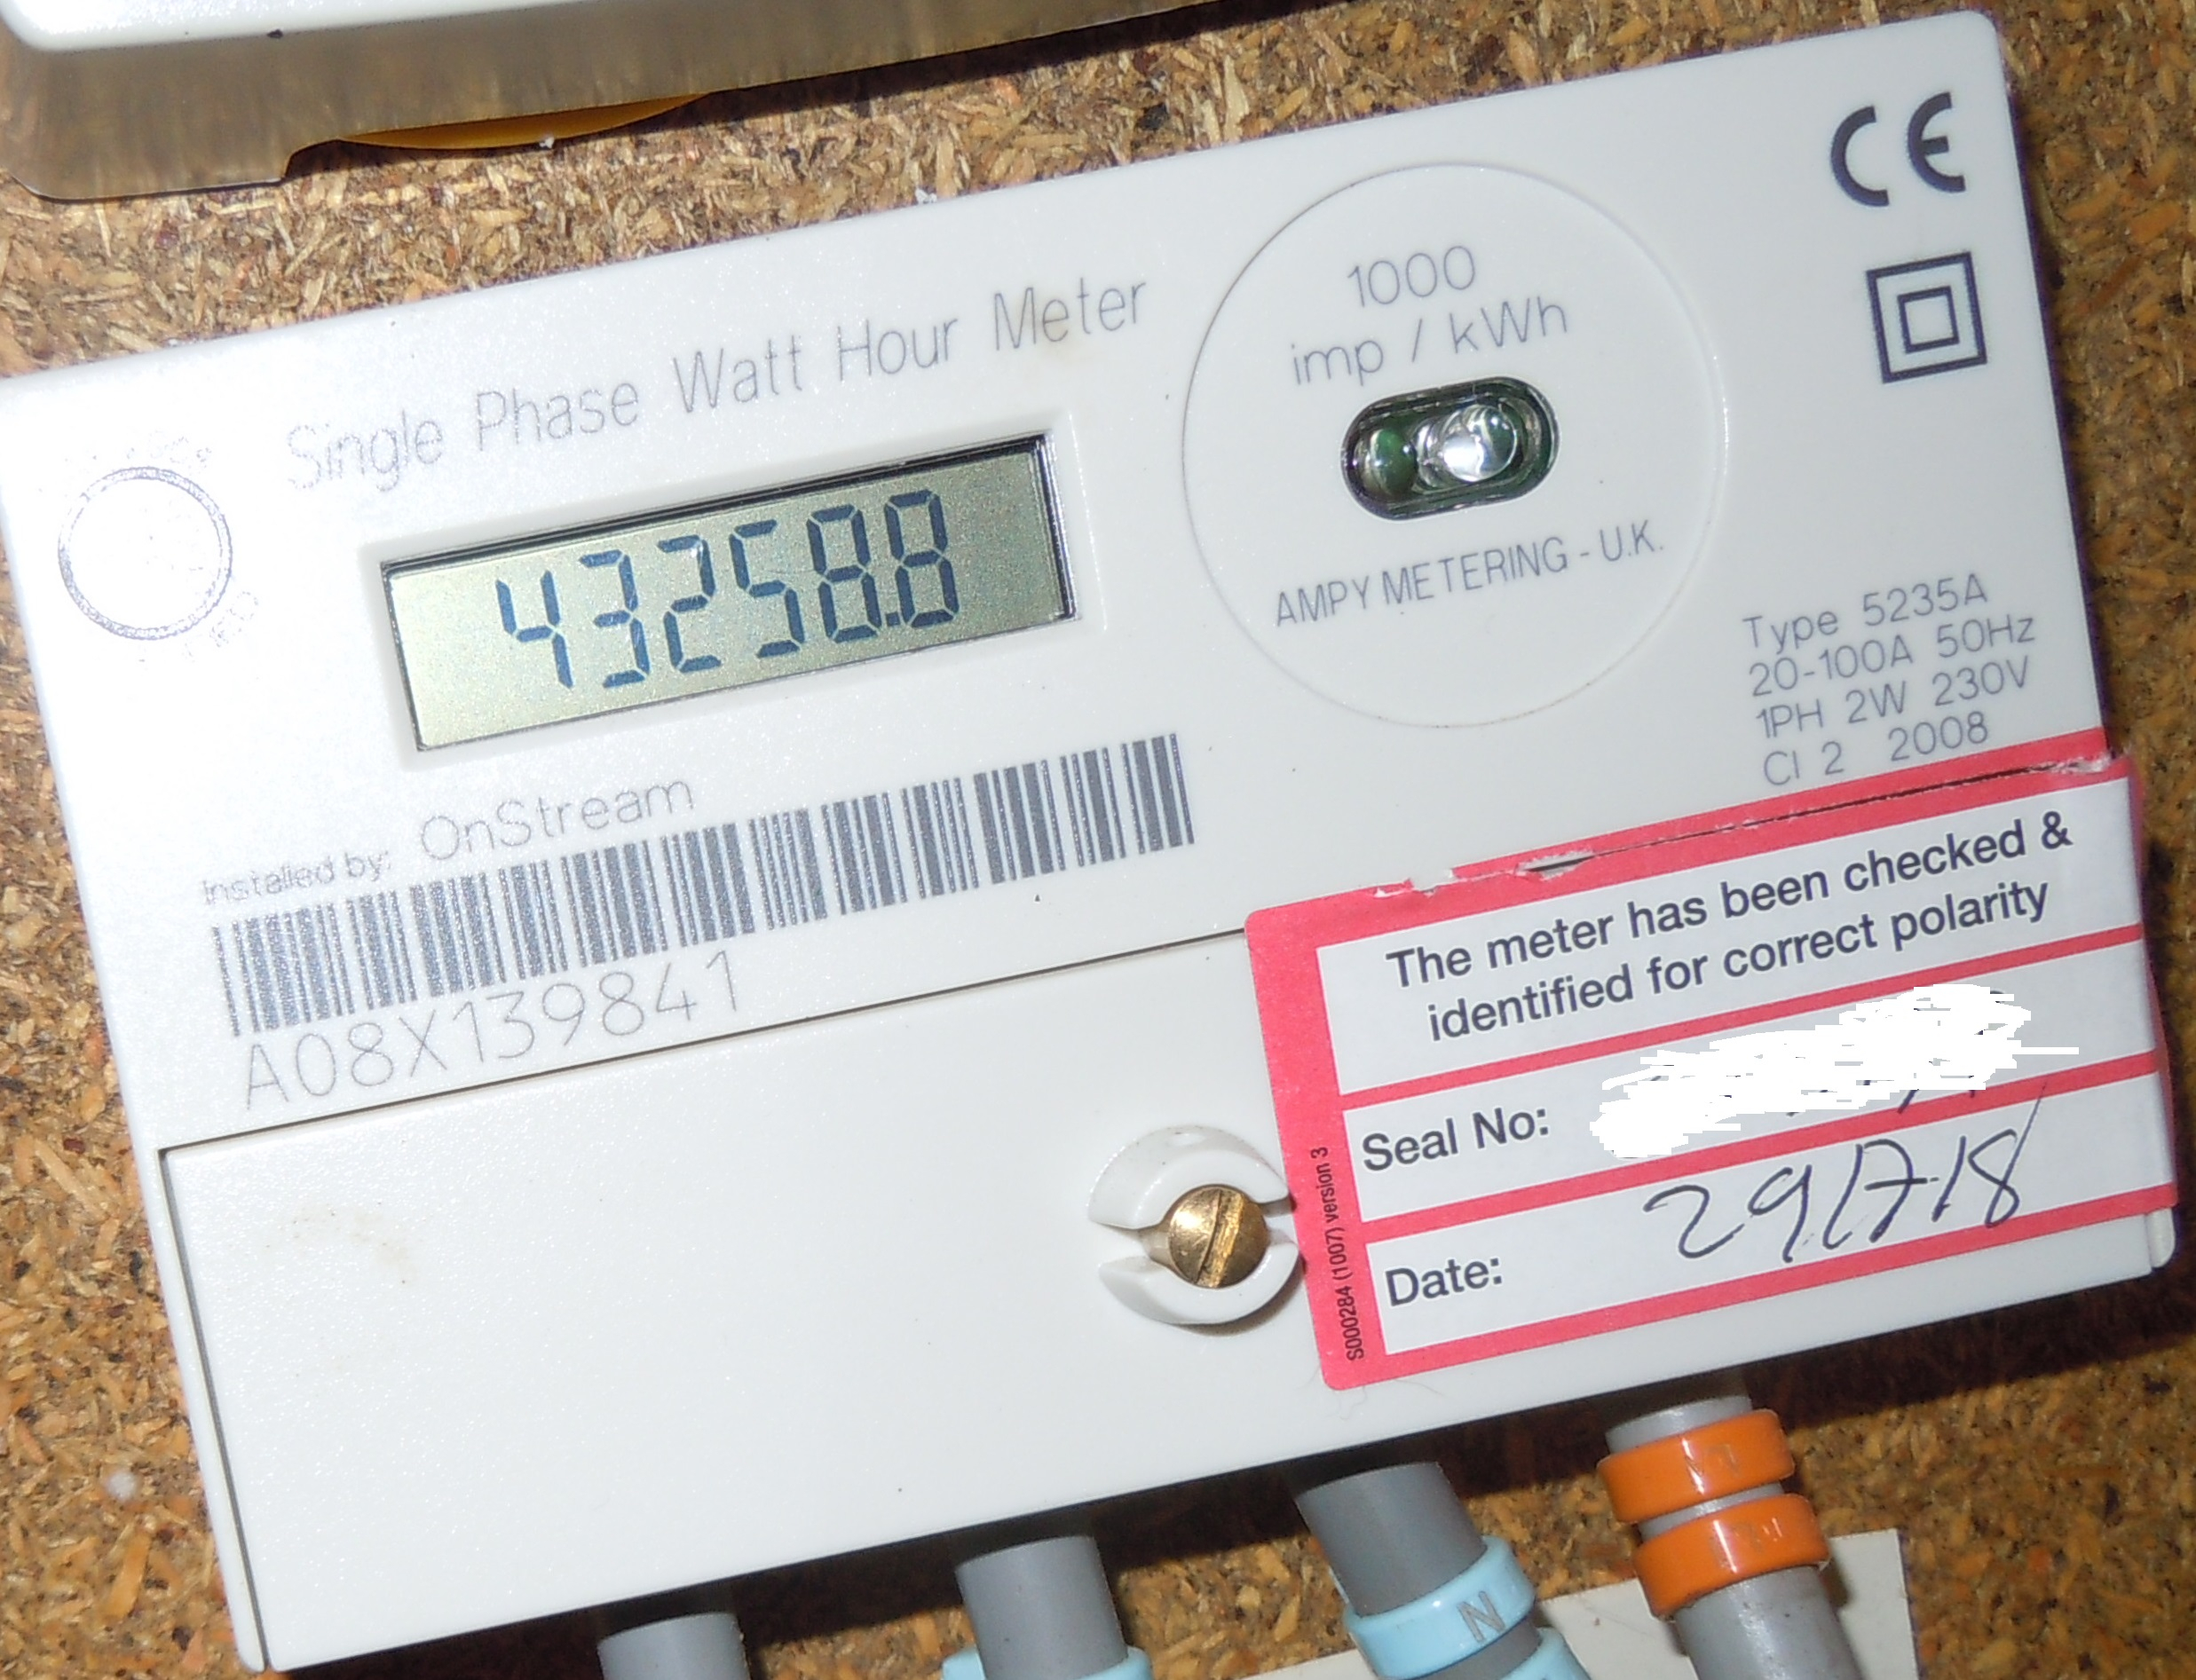 Single Phase Watt Hour Meter
1000
imp / kWh
CE
43258.8
AMPY METERING - U.K.
Type 5235A
20-100A 50Hz
1PH 2W 230V
Cl 2 2008
Installed by: OnStream
A08X139841
The meter has been checked &
identified for correct polarity
Seal No:
Date: 29/7-18
S000284 (1007) version 3
N